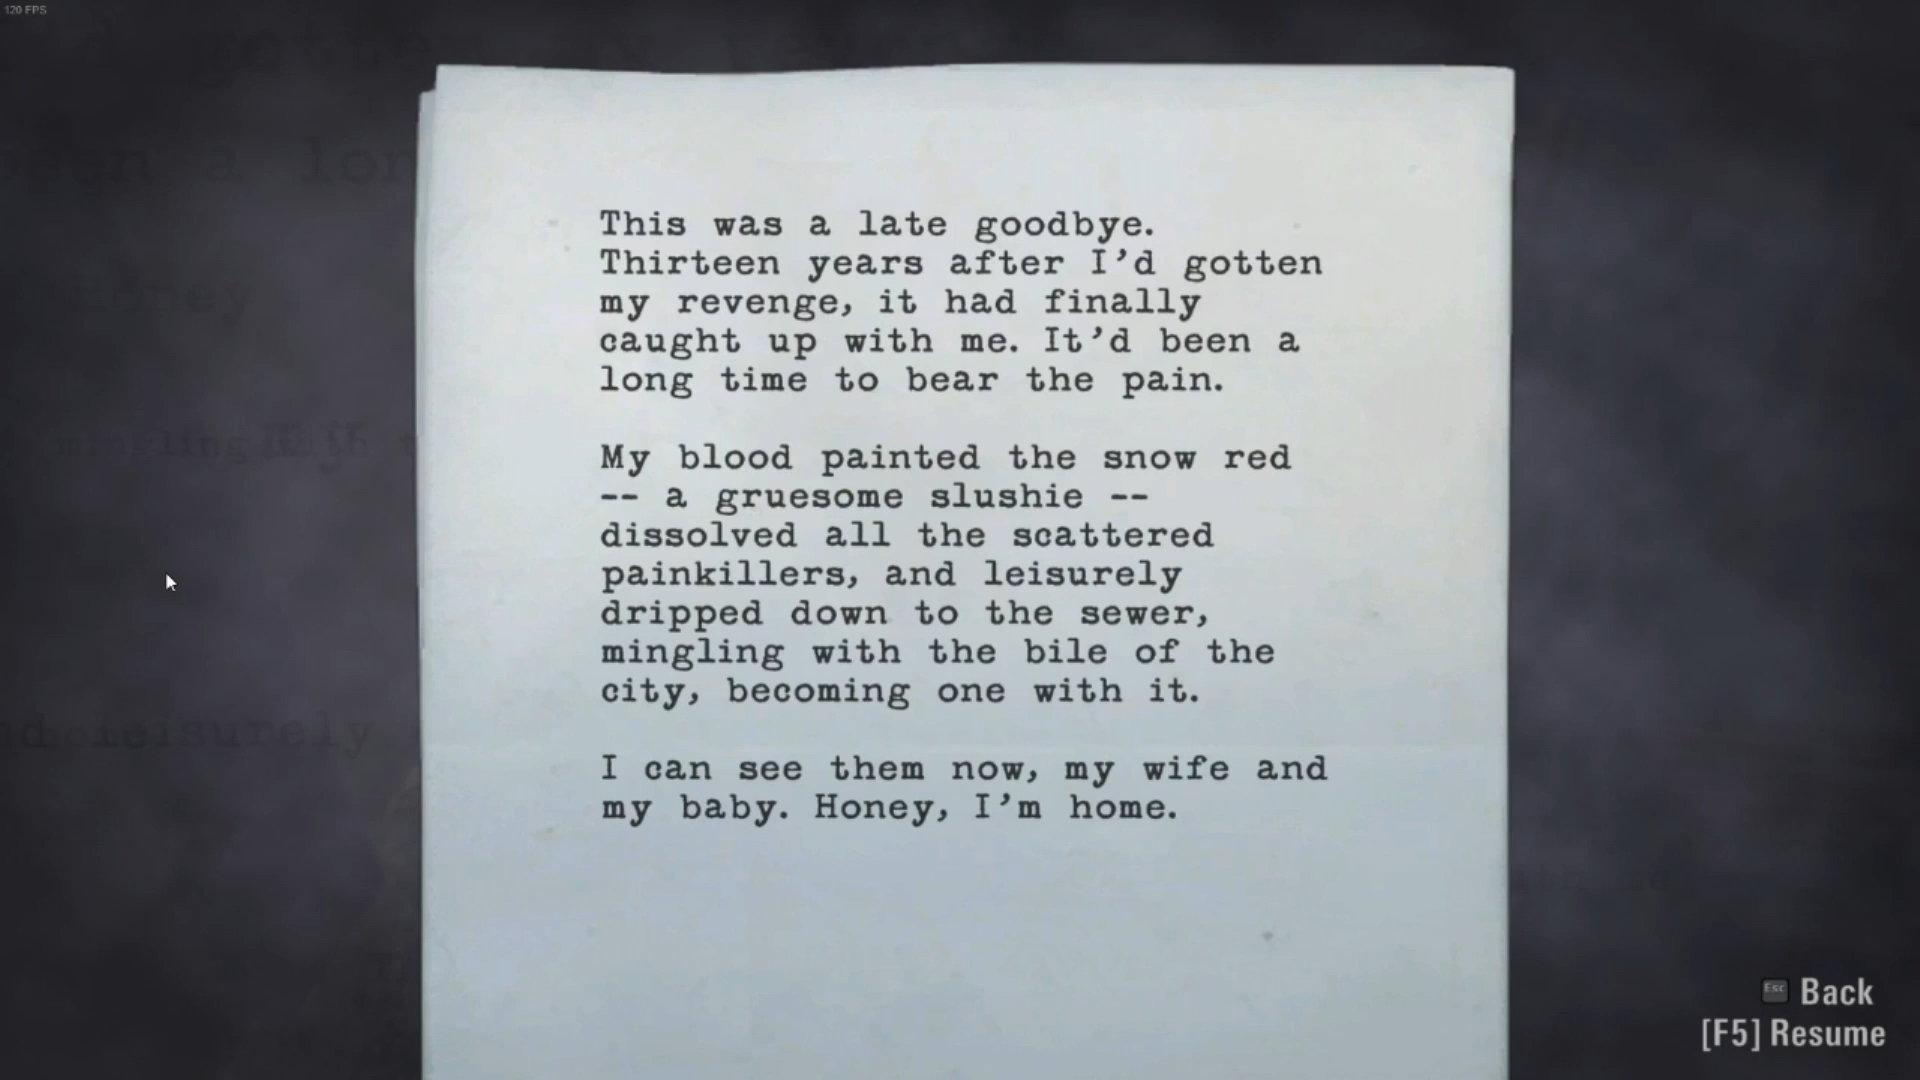 120 FPS
This was a late goodbye.
Thirteen years after I'd gotten
my revenge, it had finally
caught up with me. It'd been a
long time to bear the pain.
My blood painted the snow red
-- a gruesome slushie --
dissolved all the scattered
painkillers, and leisurely
dripped down to the sewer,
mingling with the bile of the
city, becoming one with it.
I can see them now, my wife and
my baby. Honey, I'm home.
Esc Back
[F5] Resume